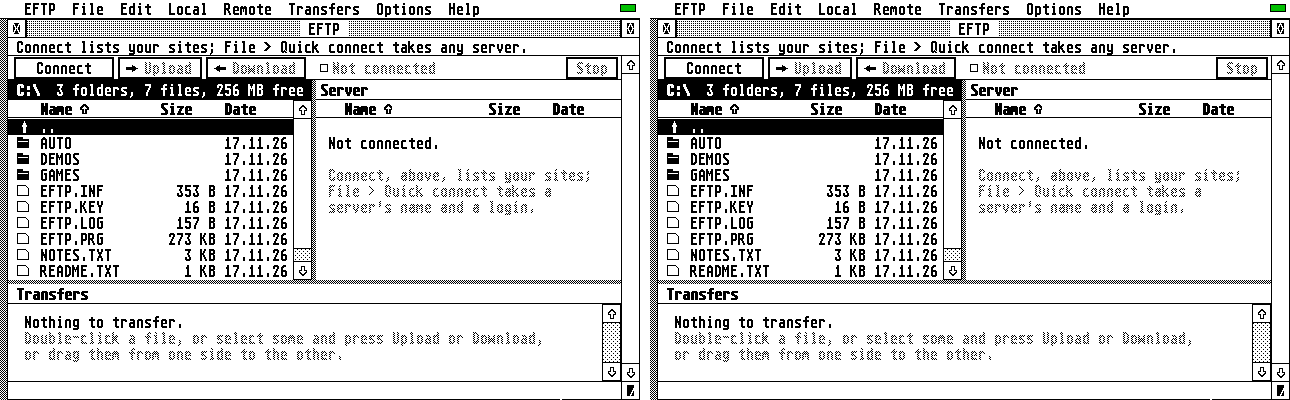 EFTP File Edit Local Remote Transfers Options Help
EFTP
Connect lists your sites; File > Quick connect takes any server.
Connect → Upload ← Download □ Not connected Stop
C:\ 3 folders, 7 files, 256 MB free Server
Name ⇧ Size Date Name ⇧ Size Date
..
AUTO 17.11.26 Not connected.
DEMOS 17.11.26
GAMES 17.11.26 Connect, above, lists your sites;
EFTP.INF 353 B 17.11.26 File > Quick connect takes a
EFTP.KEY 16 B 17.11.26 server's name and a login.
EFTP.LOG 157 B 17.11.26
EFTP.PRG 273 KB 17.11.26
NOTES.TXT 3 KB 17.11.26
README.TXT 1 KB 17.11.26
Transfers
Nothing to transfer.
Double-click a file, or select some and press Upload or Download,
or drag them from one side to the other.
EFTP File Edit Local Remote Transfers Options Help
EFTP
Connect lists your sites; File > Quick connect takes any server.
Connect → Upload ← Download □ Not connected Stop
C:\ 3 folders, 7 files, 256 MB free Server
Name ⇧ Size Date Name ⇧ Size Date
..
AUTO 17.11.26 Not connected.
DEMOS 17.11.26
GAMES 17.11.26 Connect, above, lists your sites;
EFTP.INF 353 B 17.11.26 File > Quick connect takes a
EFTP.KEY 16 B 17.11.26 server's name and a login.
EFTP.LOG 157 B 17.11.26
EFTP.PRG 273 KB 17.11.26
NOTES.TXT 3 KB 17.11.26
README.TXT 1 KB 17.11.26
Transfers
Nothing to transfer.
Double-click a file, or select some and press Upload or Download,
or drag them from one side to the other.